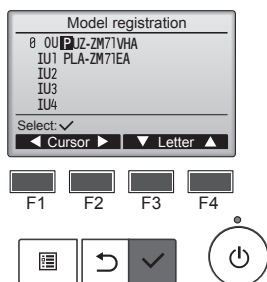 Model registration
0 OU PUZ-ZM71VHA
IU1 PLA-ZM71EA
IU2
IU3
IU4
Select: ✓
◀ Cursor ▶ ▼ Letter ▲
F1 F2 F3 F4